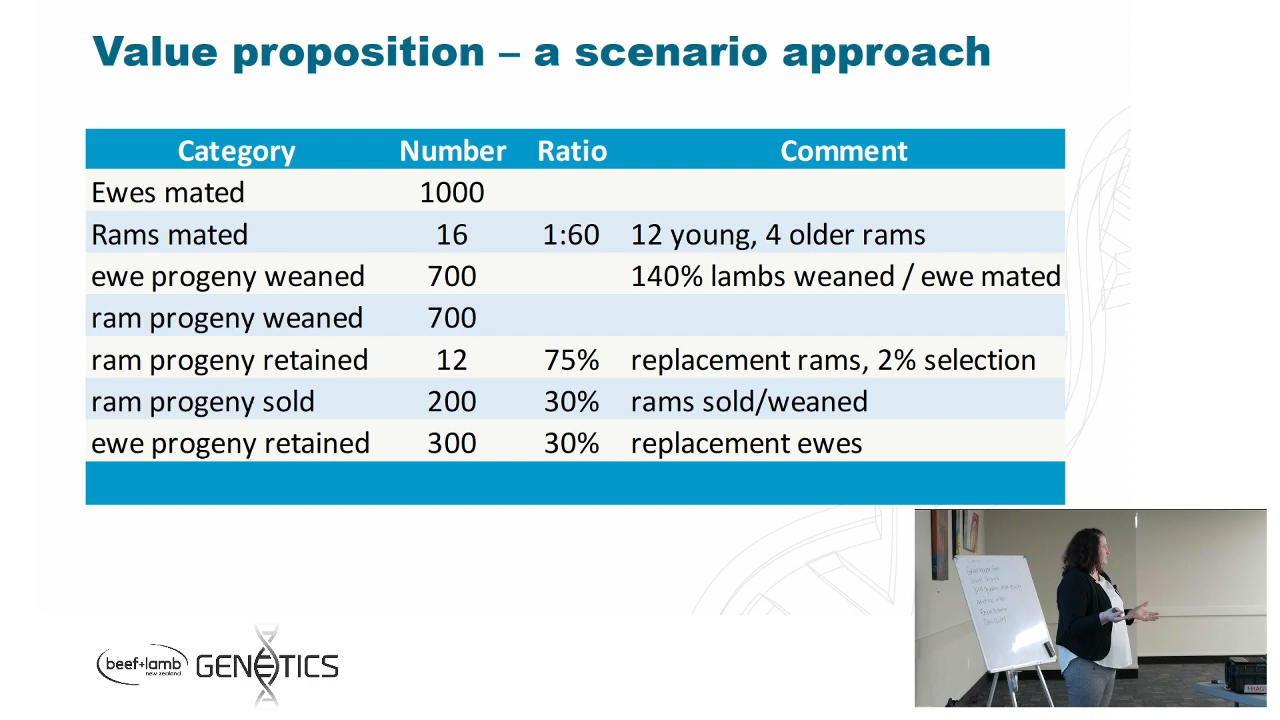 Value proposition – a scenario approach
Category Number Ratio Comment
Ewes mated 1000
Rams mated 16 1:60 12 young, 4 older rams
ewe progeny weaned 700 140% lambs weaned / ewe mated
ram progeny weaned 700
ram progeny retained 12 75% replacement rams, 2% selection
ram progeny sold 200 30% rams sold/weaned
ewe progeny retained 300 30% replacement ewes
beef+lamb GENETICS
new zealand